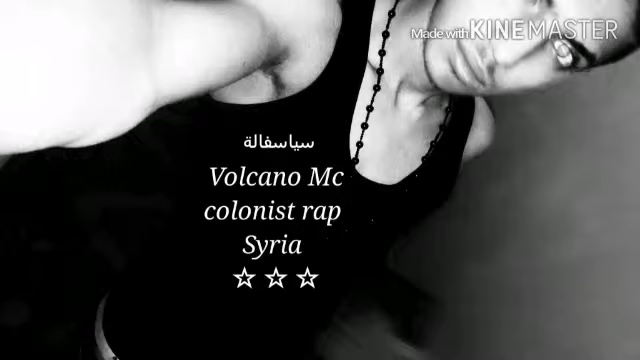 Made with KINEMASTER
سياسفالة
Volcano Mc
colonist rap
Syria
☆☆☆